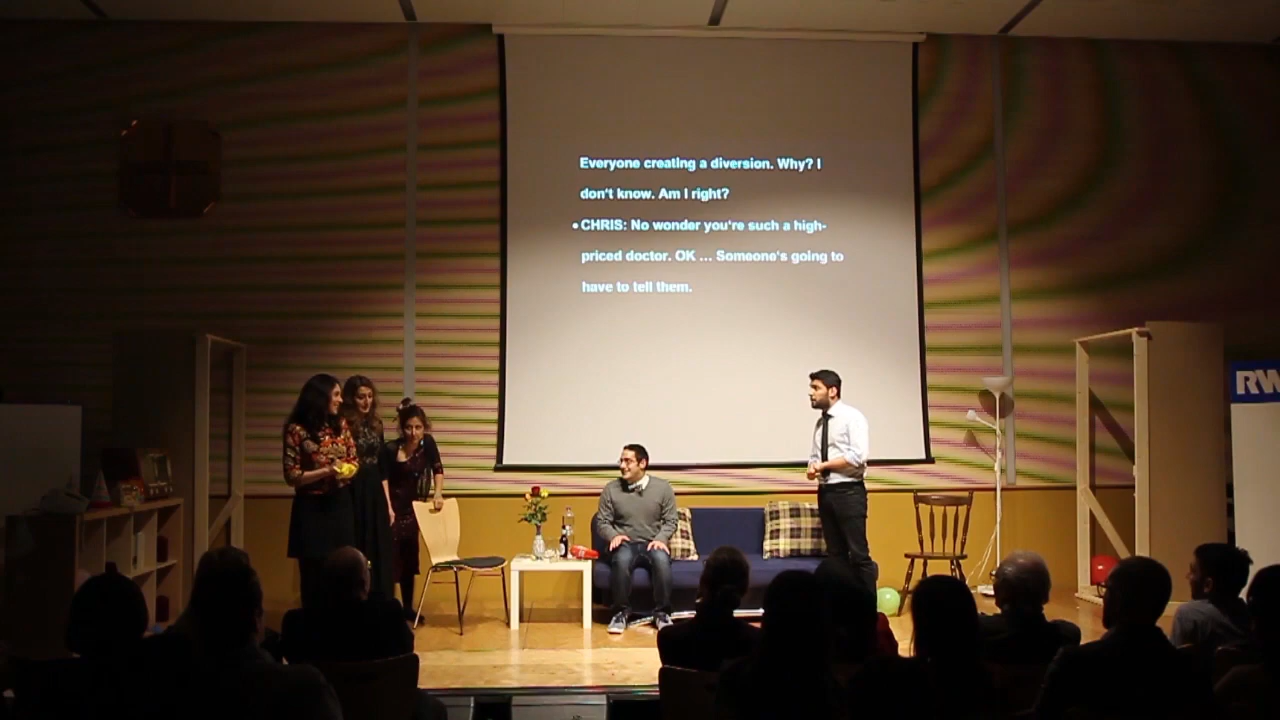 Everyone creating a diversion. Why? I
don't know. Am I right?
• CHRIS: No wonder you're such a high-
priced doctor. OK ... Someone's going to
have to tell them.
RW